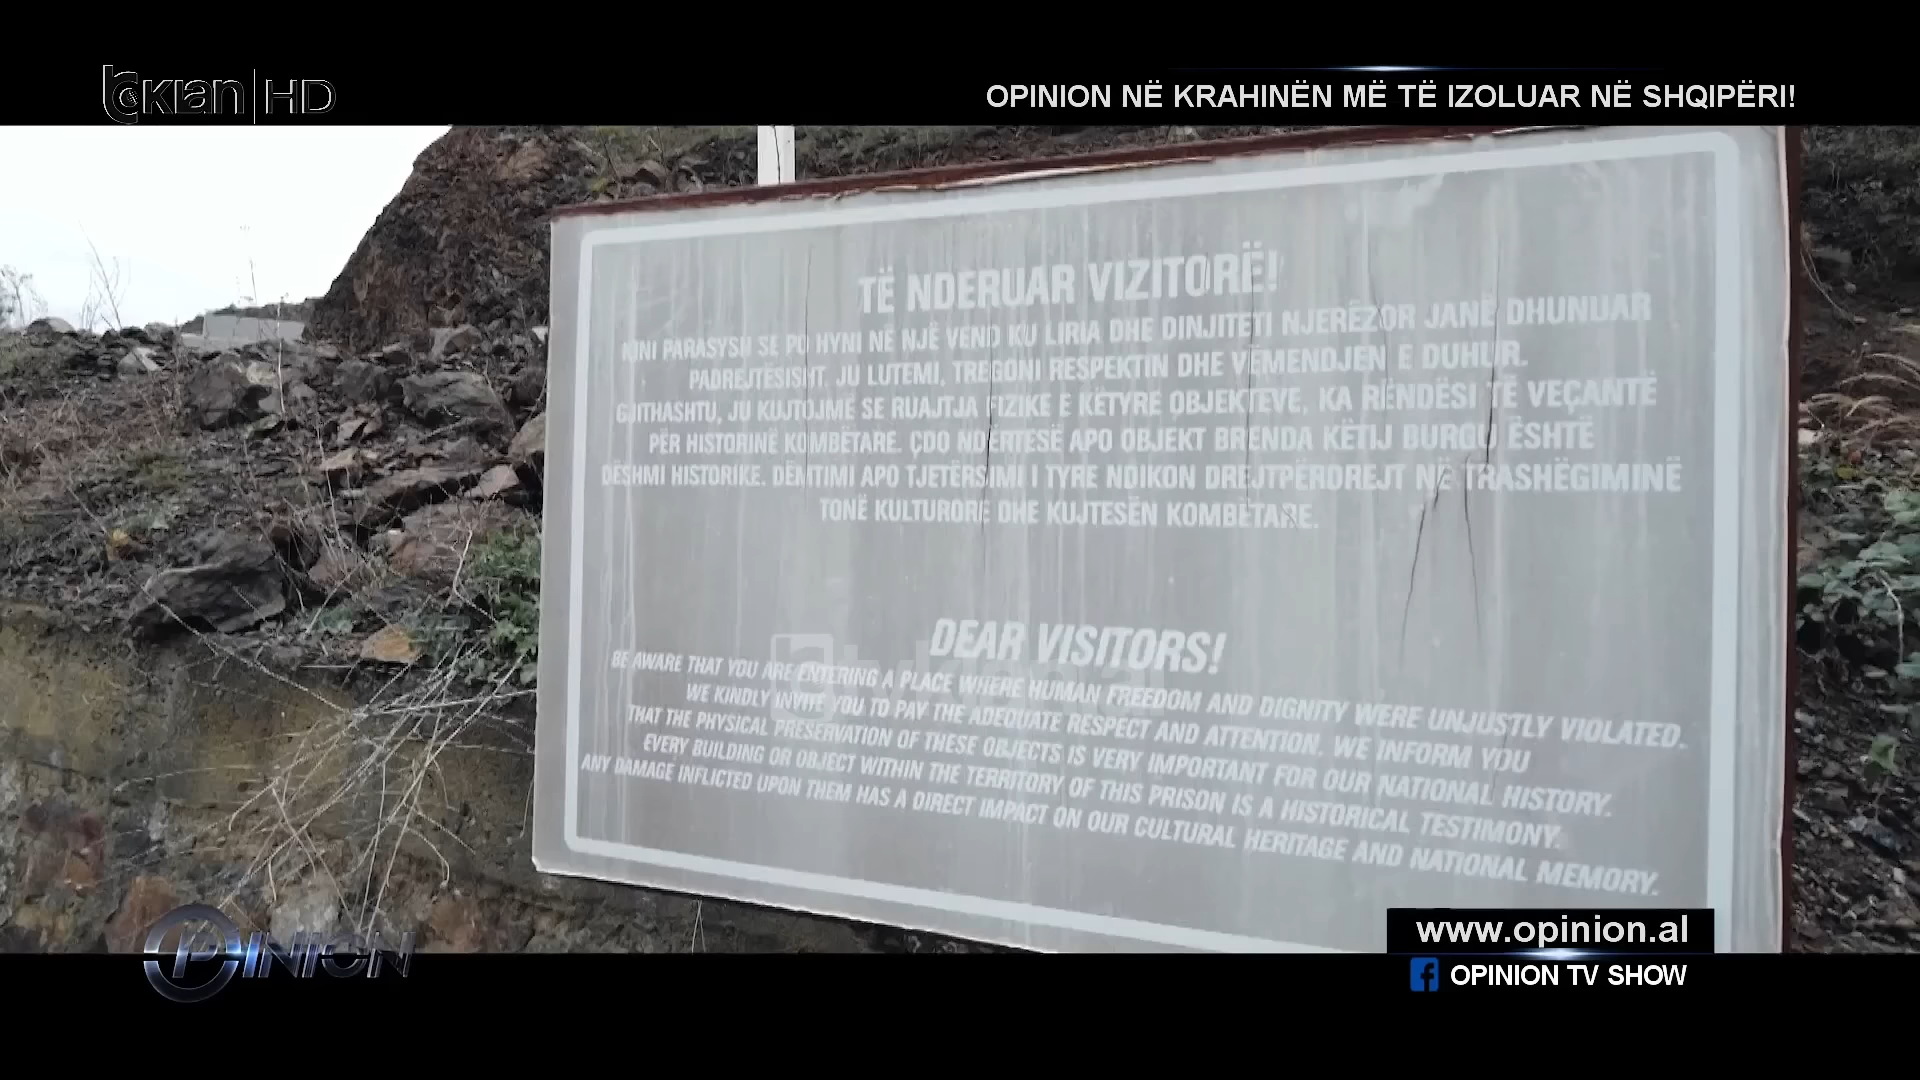 tvklan HD
OPINION NË KRAHINËN MË TË IZOLUAR NË SHQIPËRI!
TË NDERUAR VIZITORË!
KINI PARASYSH SE PO HYNI NË NJË VEND KU LIRIA DHE DINJITETI NJERËZOR JANË DHUNUAR
PADREJTËSISHT. JU LUTEMI, TREGONI RESPEKTIN DHE VËMENDJEN E DUHUR.
GJITHASHTU, JU KUJTOJMË SE RUAJTJA FIZIKE E KËTYRE OBJEKTEVE, KA RËNDËSI TË VEÇANTË
PËR HISTORINË KOMBËTARE. ÇDO NDËRTESË APO OBJEKT BRENDA KËTIJ BURGU ËSHTË
DËSHMI HISTORIKE. DËMTIMI APO TJETËRSIMI I TYRE NDIKON DREJTPËRDREJT NË TRASHËGIMINË
TONË KULTURORE DHE KUJTESËN KOMBËTARE.
DEAR VISITORS!
BE AWARE THAT YOU ARE ENTERING A PLACE WHERE HUMAN FREEDOM AND DIGNITY WERE UNJUSTLY VIOLATED.
WE KINDLY INVITE YOU TO PAY THE ADEQUATE RESPECT AND ATTENTION. WE INFORM YOU
THAT THE PHYSICAL PRESERVATION OF THESE OBJECTS IS VERY IMPORTANT FOR OUR NATIONAL HISTORY.
EVERY BUILDING OR OBJECT WITHIN THE TERRITORY OF THIS PRISON IS A HISTORICAL TESTIMONY.
ANY DAMAGE INFLICTED UPON THEM HAS A DIRECT IMPACT ON OUR CULTURAL HERITAGE AND NATIONAL MEMORY.
tvklan.al
OPINION
www.opinion.al
OPINION TV SHOW